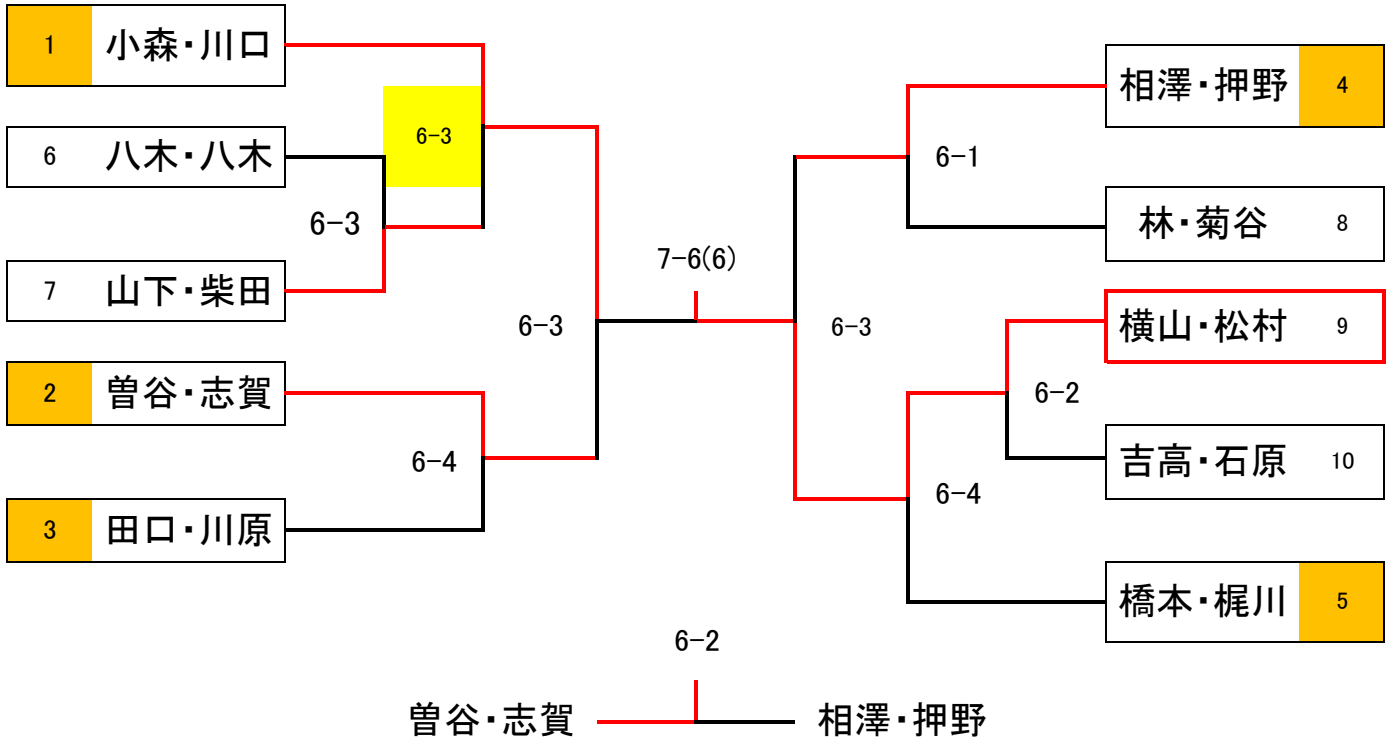 1 小森・川口
6 八木・八木
7 山下・柴田
2 曽谷・志賀
3 田口・川原
6-3
6-3
6-4
6-3
7-6(6)
相澤・押野 4
林・菊谷 8
横山・松村 9
吉高・石原 10
橋本・梶川 5
6-1
6-3
6-2
6-4
6-2
曽谷・志賀 相澤・押野